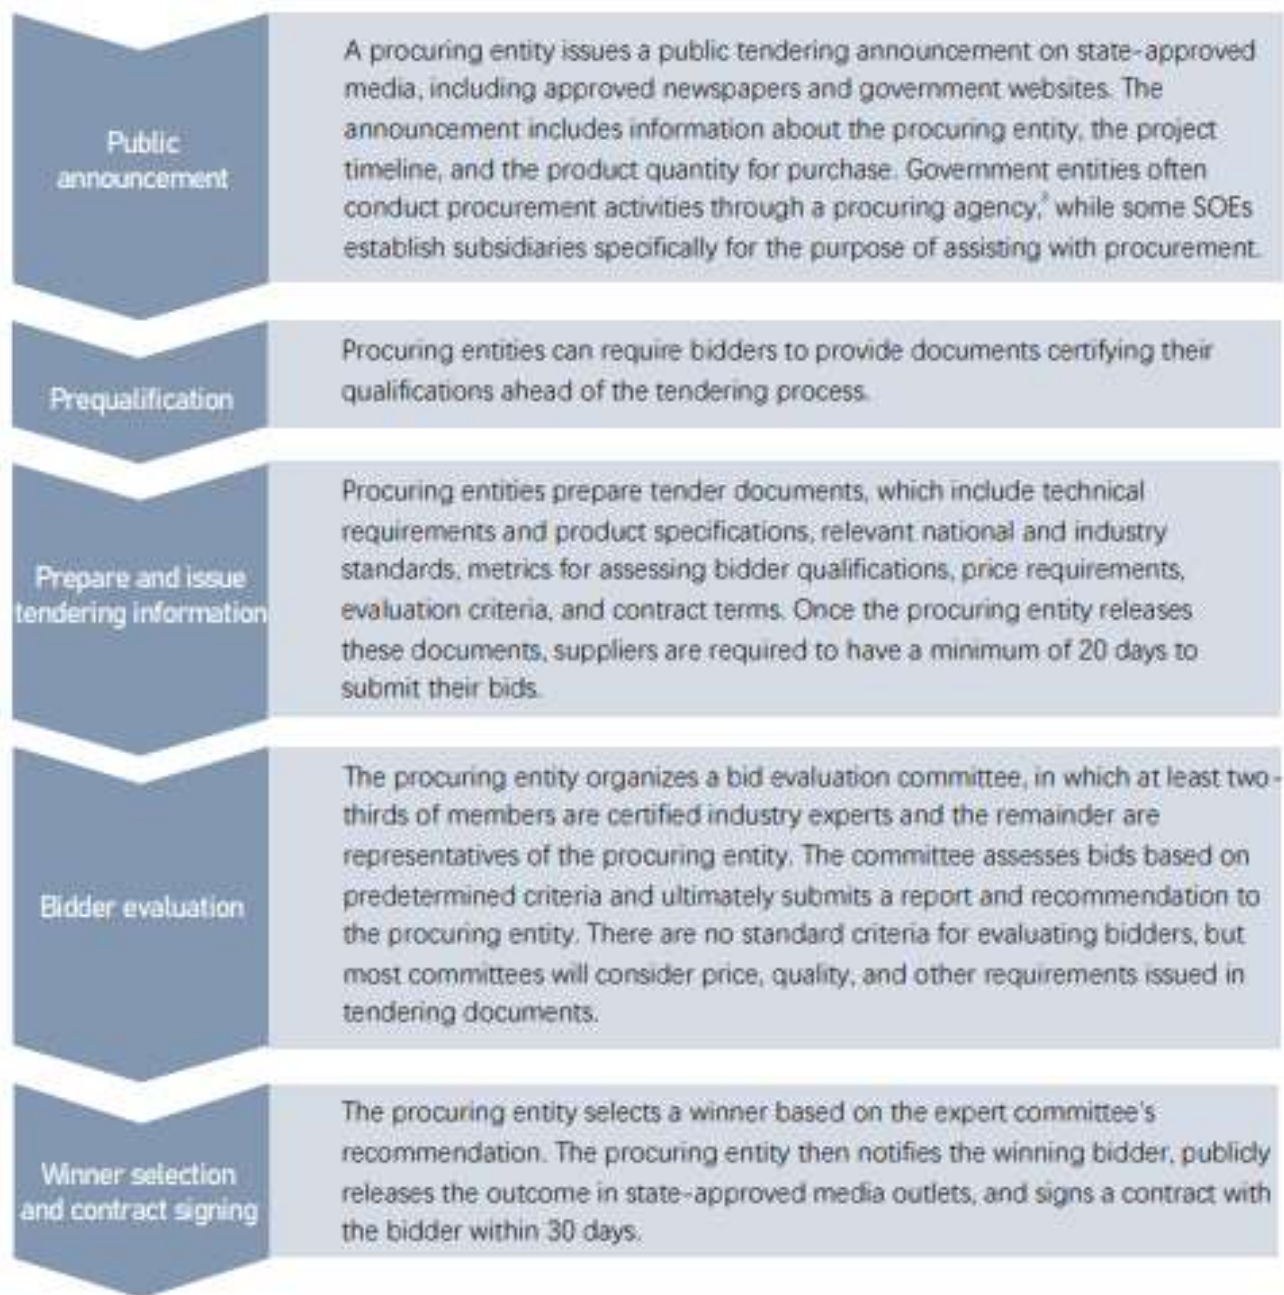 Public
announcement
A procuring entity issues a public tendering announcement on state-approved
media, including approved newspapers and government websites. The
announcement includes information about the procuring entity, the project
timeline, and the product quantity for purchase. Government entities often
conduct procurement activities through a procuring agency, while some SOEs
establish subsidiaries specifically for the purpose of assisting with procurement.
Prequalification
Procuring entities can require bidders to provide documents certifying their
qualifications ahead of the tendering process.
Prepare and issue
tendering information
Procuring entities prepare tender documents, which include technical
requirements and product specifications, relevant national and industry
standards, metrics for assessing bidder qualifications, price requirements,
evaluation criteria, and contract terms. Once the procuring entity releases
these documents, suppliers are required to have a minimum of 20 days to
submit their bids.
Bidder evaluation
The procuring entity organizes a bid evaluation committee, in which at least two-
thirds of members are certified industry experts and the remainder are
representatives of the procuring entity. The committee assesses bids based on
predetermined criteria and ultimately submits a report and recommendation to
the procuring entity. There are no standard criteria for evaluating bidders, but
most committees will consider price, quality, and other requirements issued in
tendering documents.
Winner selection
and contract signing
The procuring entity selects a winner based on the expert committee's
recommendation. The procuring entity then notifies the winning bidder, publicly
releases the outcome in state-approved media outlets, and signs a contract with
the bidder within 30 days.